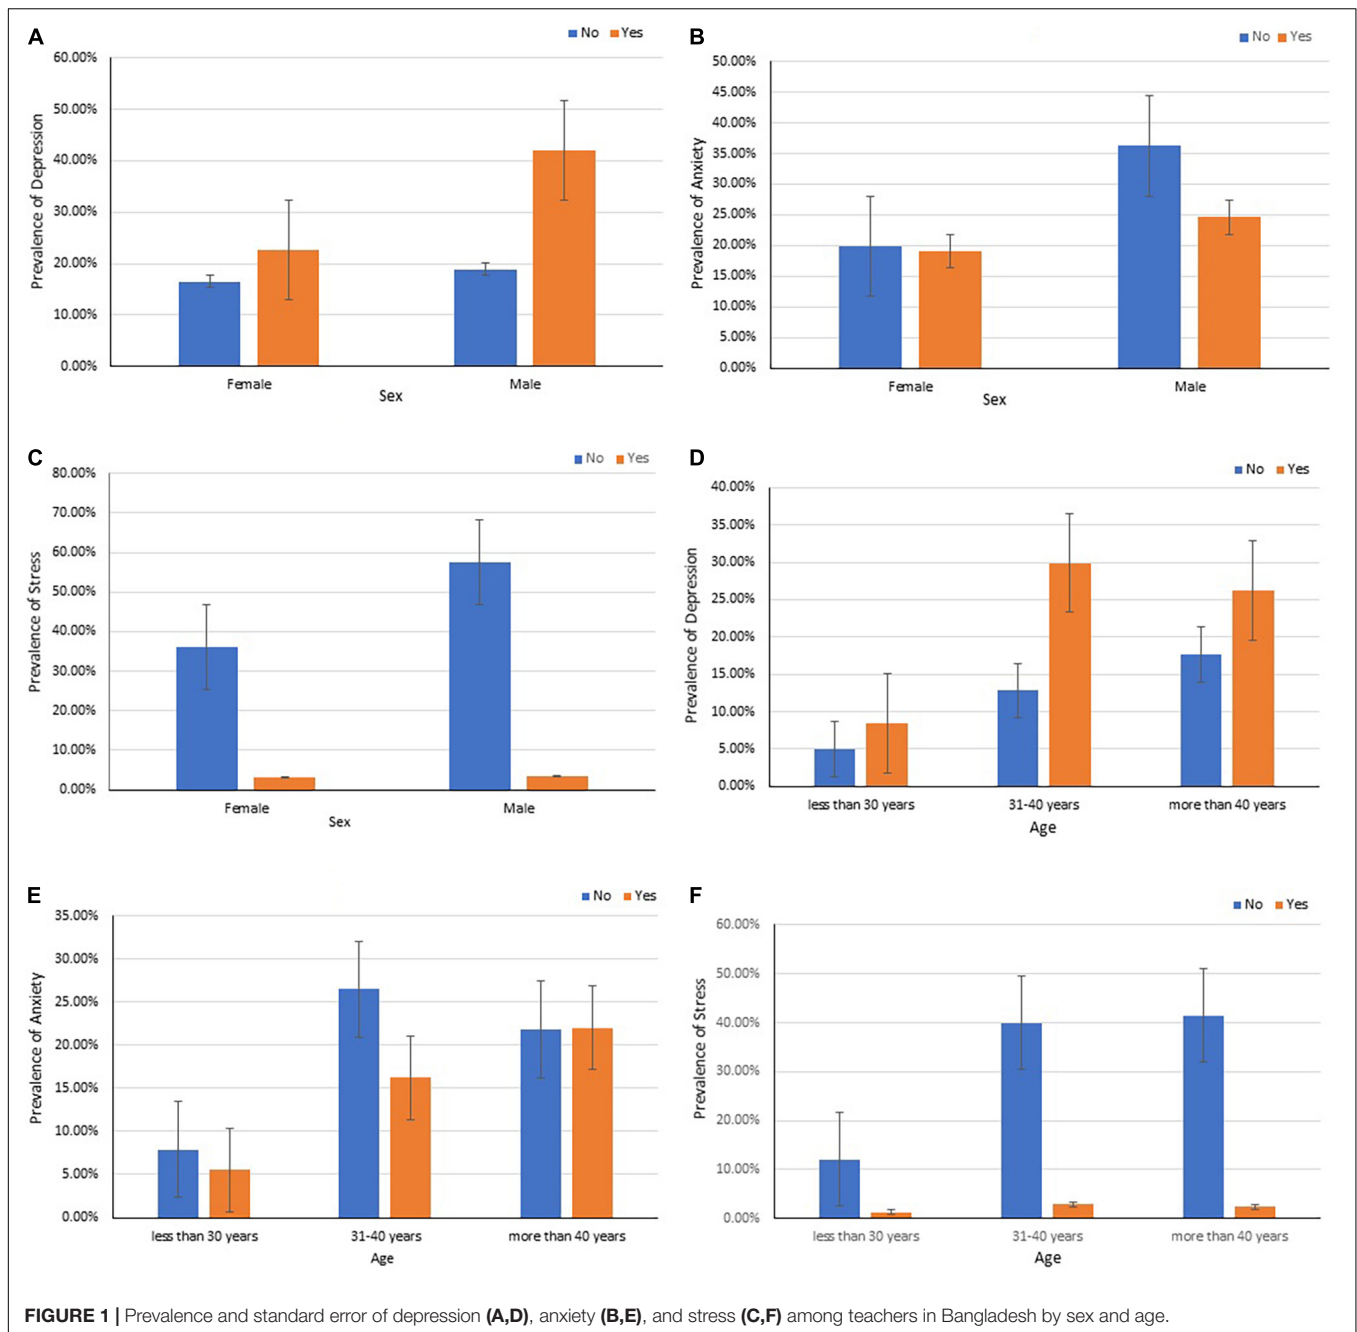 A
No Yes
60.00%
50.00%
40.00%
30.00%
20.00%
10.00%
0.00%
Prevalence of Depression
Female Male
Sex
B
No Yes
50.00%
45.00%
40.00%
35.00%
30.00%
25.00%
20.00%
15.00%
10.00%
5.00%
0.00%
Prevalence of Anxiety
Female Male
Sex
C
No Yes
80.00%
70.00%
60.00%
50.00%
40.00%
30.00%
20.00%
10.00%
0.00%
Prevalence of Stress
Female Male
Sex
D
No Yes
40.00%
35.00%
30.00%
25.00%
20.00%
15.00%
10.00%
5.00%
0.00%
Prevalence of Depression
less than 30 years 31-40 years more than 40 years
Age
E
No Yes
35.00%
30.00%
25.00%
20.00%
15.00%
10.00%
5.00%
0.00%
Prevalence of Anxiety
less than 30 years 31-40 years more than 40 years
Age
F
No Yes
60.00%
50.00%
40.00%
30.00%
20.00%
10.00%
0.00%
Prevalence of Stress
less than 30 years 31-40 years more than 40 years
Age
FIGURE 1 | Prevalence and standard error of depression (A,D), anxiety (B,E), and stress (C,F) among teachers in Bangladesh by sex and age.